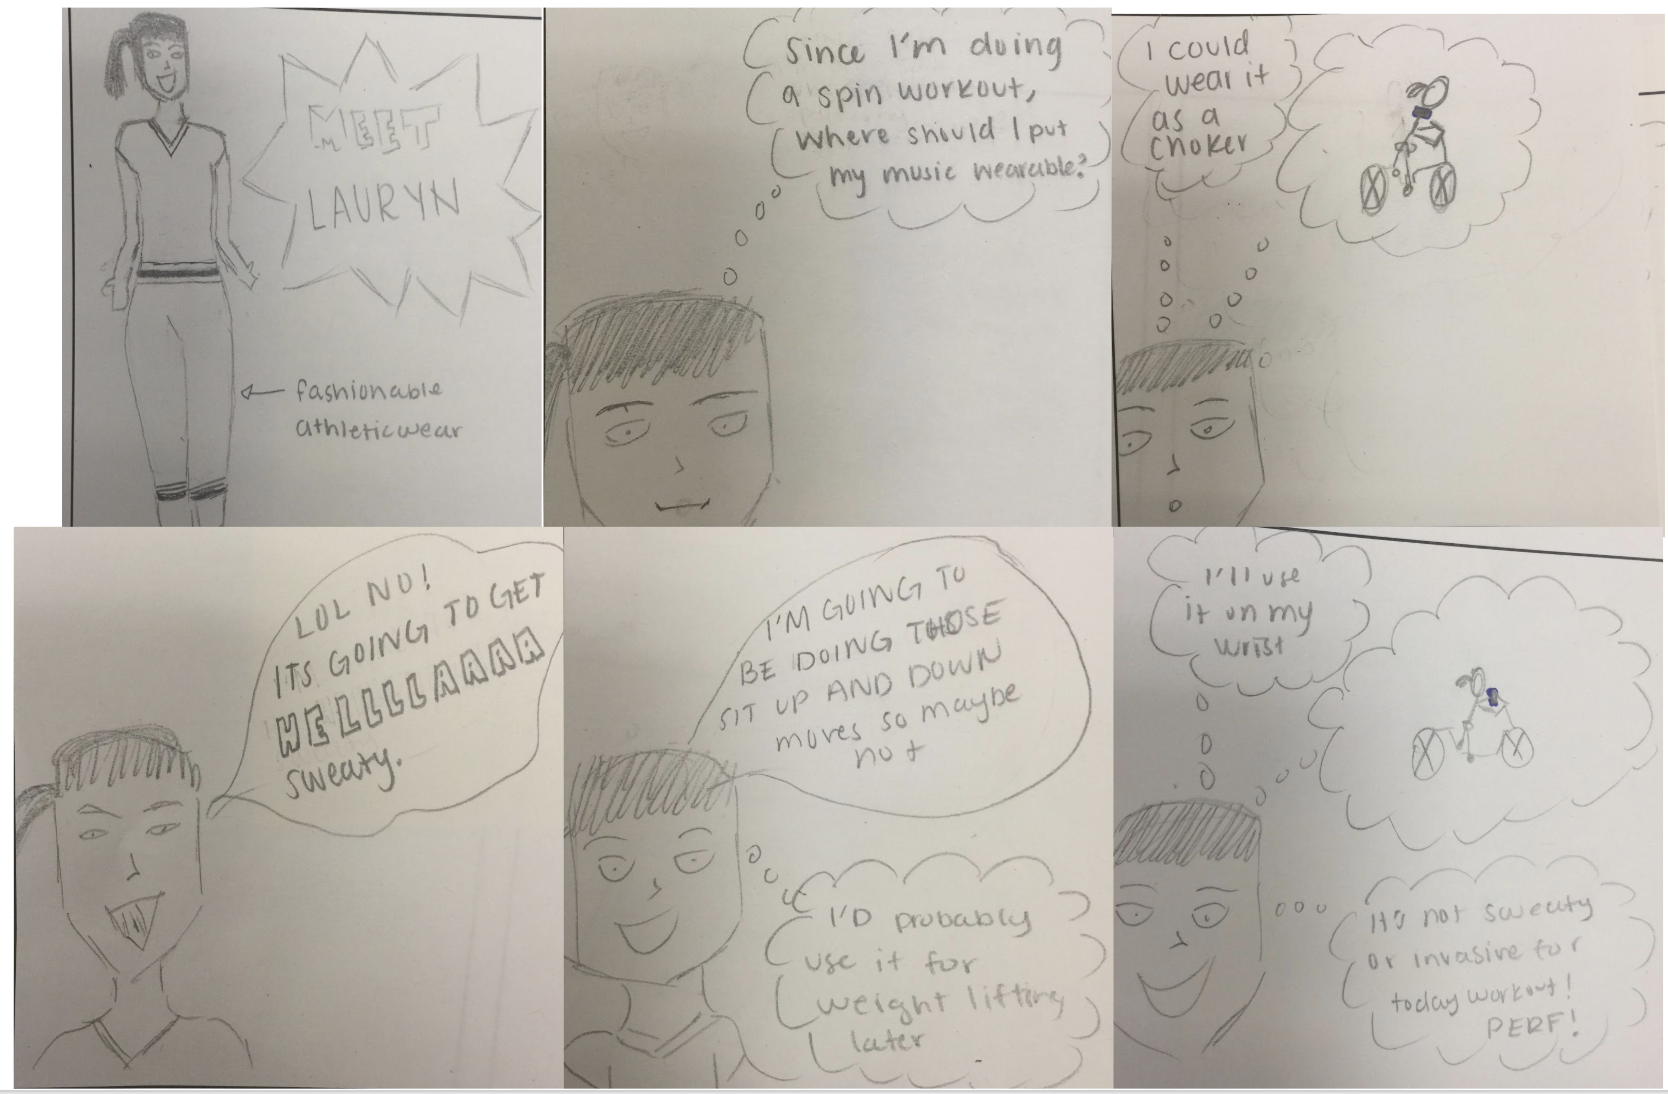 MEET
LAURYN
fashionable
athleticwear
Since I'm doing
a spin workout,
where should I put
my music wearable?
I could
wear it
as a
choker
LOL NO!
ITS GOING TO GET
HELLLLAAAA
sweaty.
I'M GOING TO
BE DOING THOSE
SIT UP AND DOWN
moves so maybe
not
I'D probably
use it for
weight lifting
later
I'll use
it on my
wrist
It's not sweaty
or invasive for
today workout!
PERF!